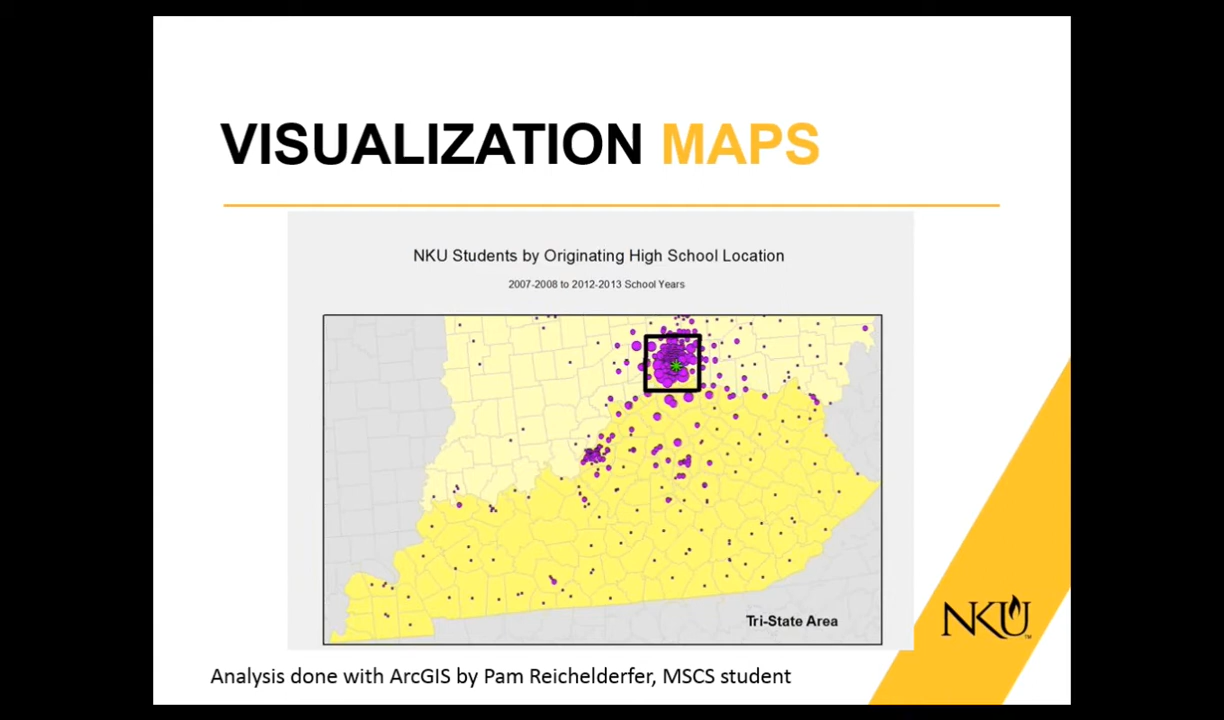 VISUALIZATION MAPS
NKU Students by Originating High School Location
2007-2008 to 2012-2013 School Years
Tri-State Area
NKU
TM
Analysis done with ArcGIS by Pam Reichelderfer, MSCS student